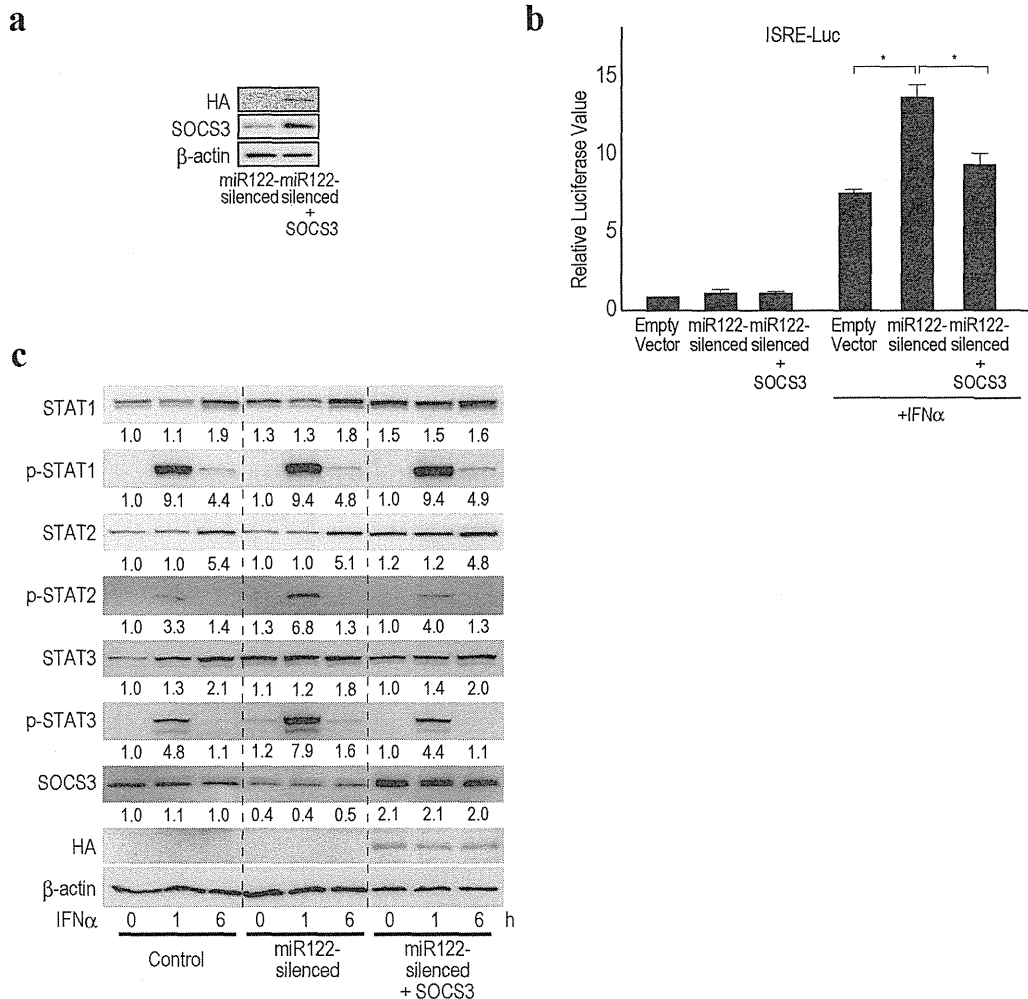 a
HA
SOCS3
β-actin
miR122- miR122-
silenced silenced
+
SOCS3
b
ISRE-Luc
Relative Luciferase Value
15
10
5
0
* *
Empty Vector
miR122-silenced
miR122-silenced + SOCS3
Empty Vector
miR122-silenced
miR122-silenced + SOCS3
+IFNα
c
STAT1
1.0 1.1 1.9 1.3 1.3 1.8 1.5 1.5 1.6
p-STAT1
1.0 9.1 4.4 1.0 9.4 4.8 1.0 9.4 4.9
STAT2
1.0 1.0 5.4 1.0 1.0 5.1 1.2 1.2 4.8
p-STAT2
1.0 3.3 1.4 1.3 6.8 1.3 1.0 4.0 1.3
STAT3
1.0 1.3 2.1 1.1 1.2 1.8 1.0 1.4 2.0
p-STAT3
1.0 4.8 1.1 1.2 7.9 1.6 1.0 4.4 1.1
SOCS3
1.0 1.1 1.0 0.4 0.4 0.5 2.1 2.1 2.0
HA
β-actin
IFNα 0 1 6 0 1 6 0 1 6 h
Control
miR122-
silenced
miR122-
silenced
+ SOCS3